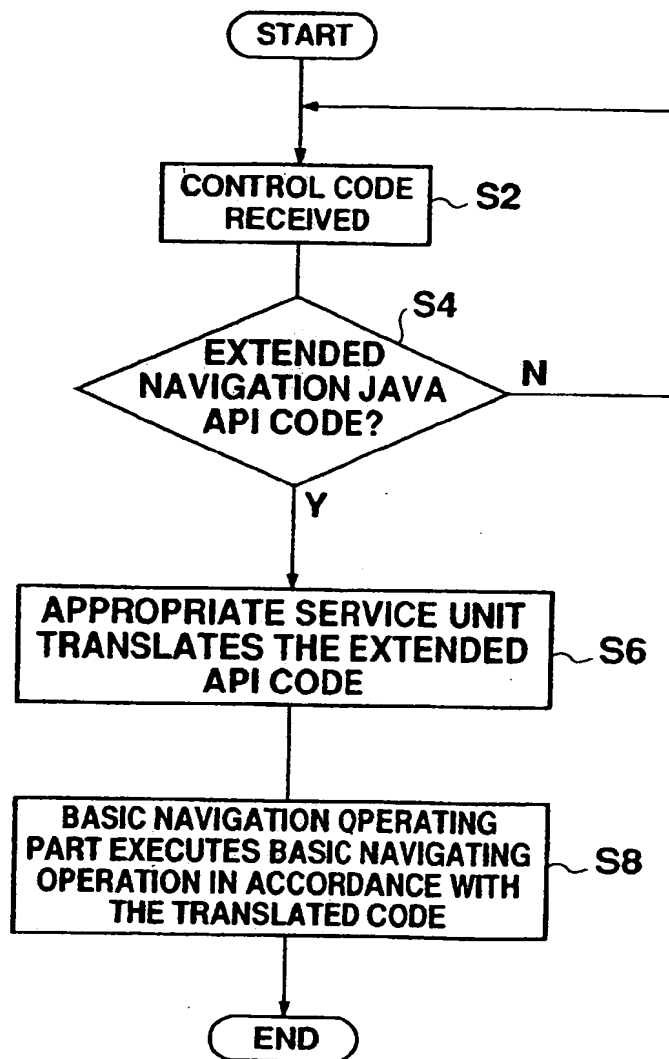 START
CONTROL CODE
RECEIVED
S2
S4
EXTENDED
NAVIGATION JAVA
API CODE?
N
Y
APPROPRIATE SERVICE UNIT
TRANSLATES THE EXTENDED
API CODE
S6
BASIC NAVIGATION OPERATING
PART EXECUTES BASIC NAVIGATING
OPERATION IN ACCORDANCE WITH
THE TRANSLATED CODE
S8
END